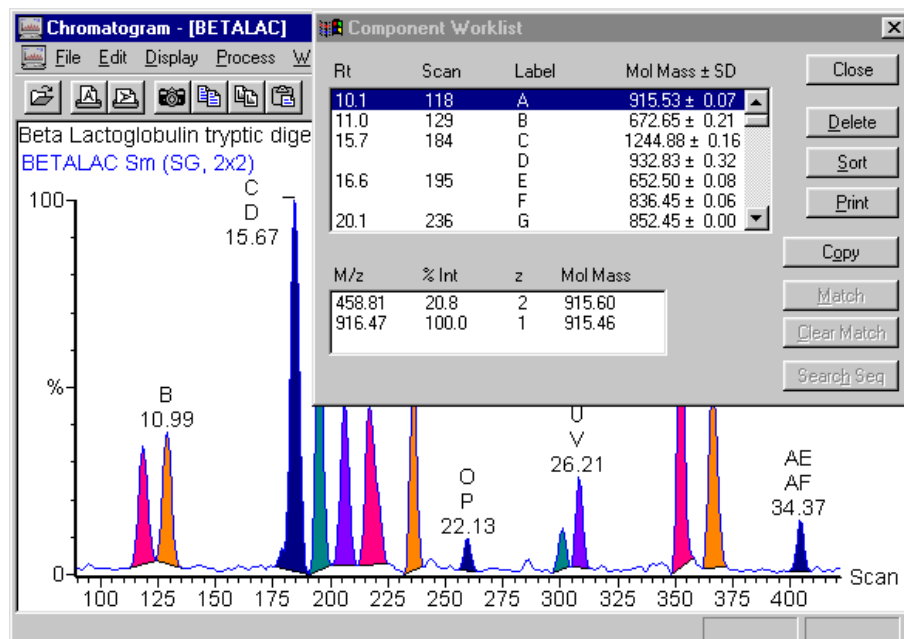 Chromatogram - [BETALAC]
File Edit Display Process W
Beta Lactoglobulin tryptic dige
BETALAC Sm (SG, 2x2)
Component Worklist
Rt Scan Label Mol Mass ± SD
10.1 118 A 915.53 ± 0.07
11.0 129 B 672.65 ± 0.21
15.7 184 C 1244.88 ± 0.16
D 932.83 ± 0.32
16.6 195 E 652.50 ± 0.08
F 836.45 ± 0.06
20.1 236 G 852.45 ± 0.00
Close
Delete
Sort
Print
Copy
Match
Clear Match
Search Seq
M/z % Int z Mol Mass
458.81 20.8 2 915.60
916.47 100.0 1 915.46
100
%
0
C
D
15.67
B
10.99
O
P
22.13
U
V
26.21
AE
AF
34.37
Scan
100 125 150 175 200 225 250 275 300 325 350 375 400